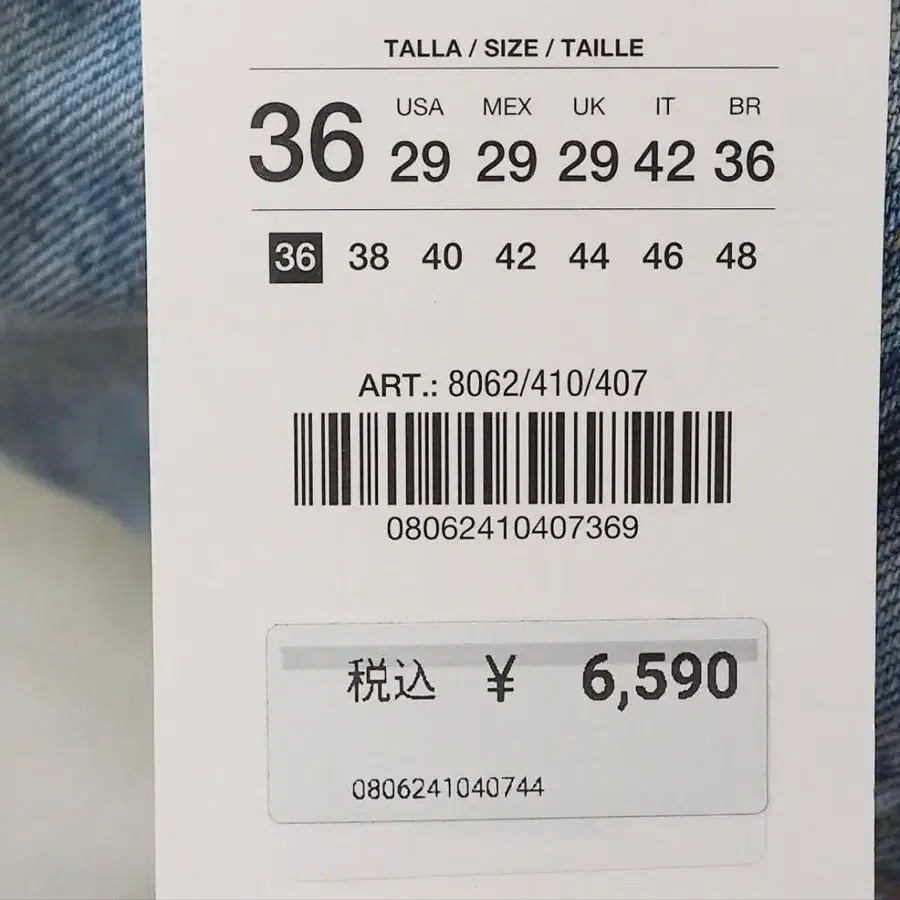 TALLA / SIZE / TAILLE
36 USA MEX UK IT BR
29 29 29 42 36
36 38 40 42 44 46 48
ART.: 8062/410/407
08062410407369
税込 ¥ 6,590
0806241040744